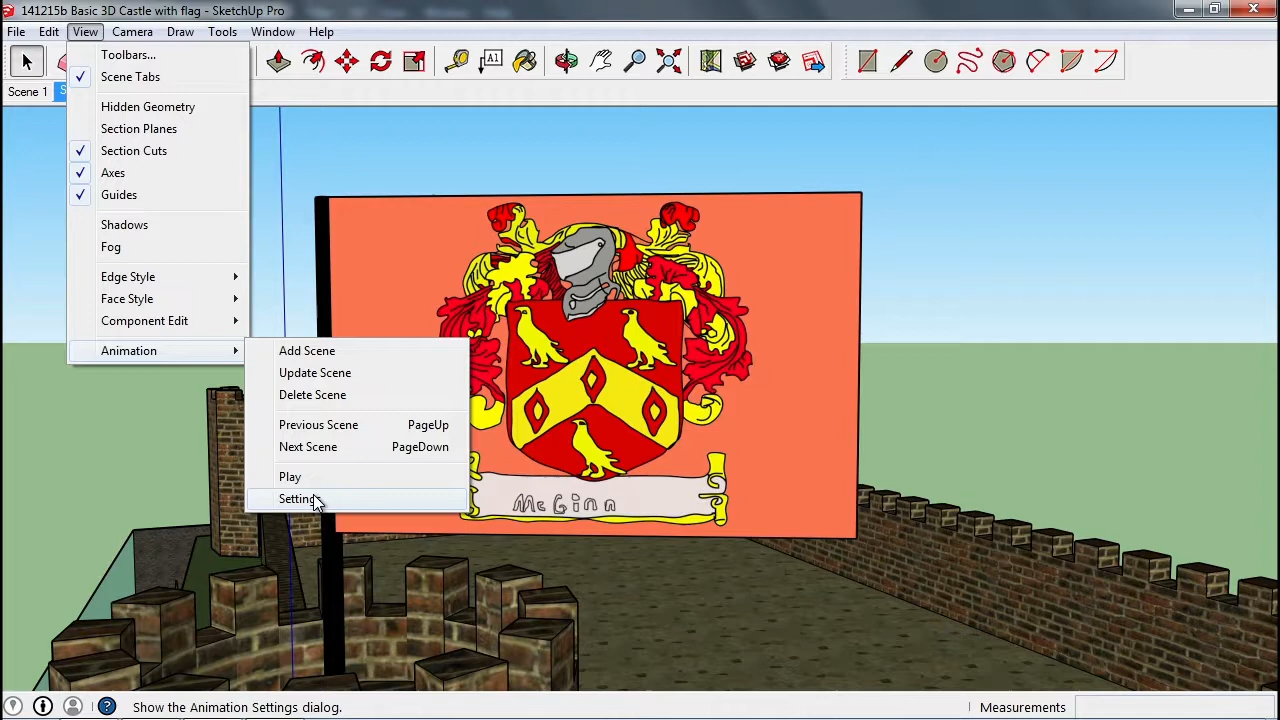 141215b Basic 3D Castle with flag - SketchUp Pro
File Edit View Camera Draw Tools Window Help
A1
Scene 1
Toolbars...
Scene Tabs
Hidden Geometry
Section Planes
Section Cuts
Axes
Guides
Shadows
Fog
Edge Style
Face Style
Component Edit
Animation
Add Scene
Update Scene
Delete Scene
Previous Scene PageUp
Next Scene PageDown
Play
Settings
McGinn
Show the Animation Settings dialog.
Measurements